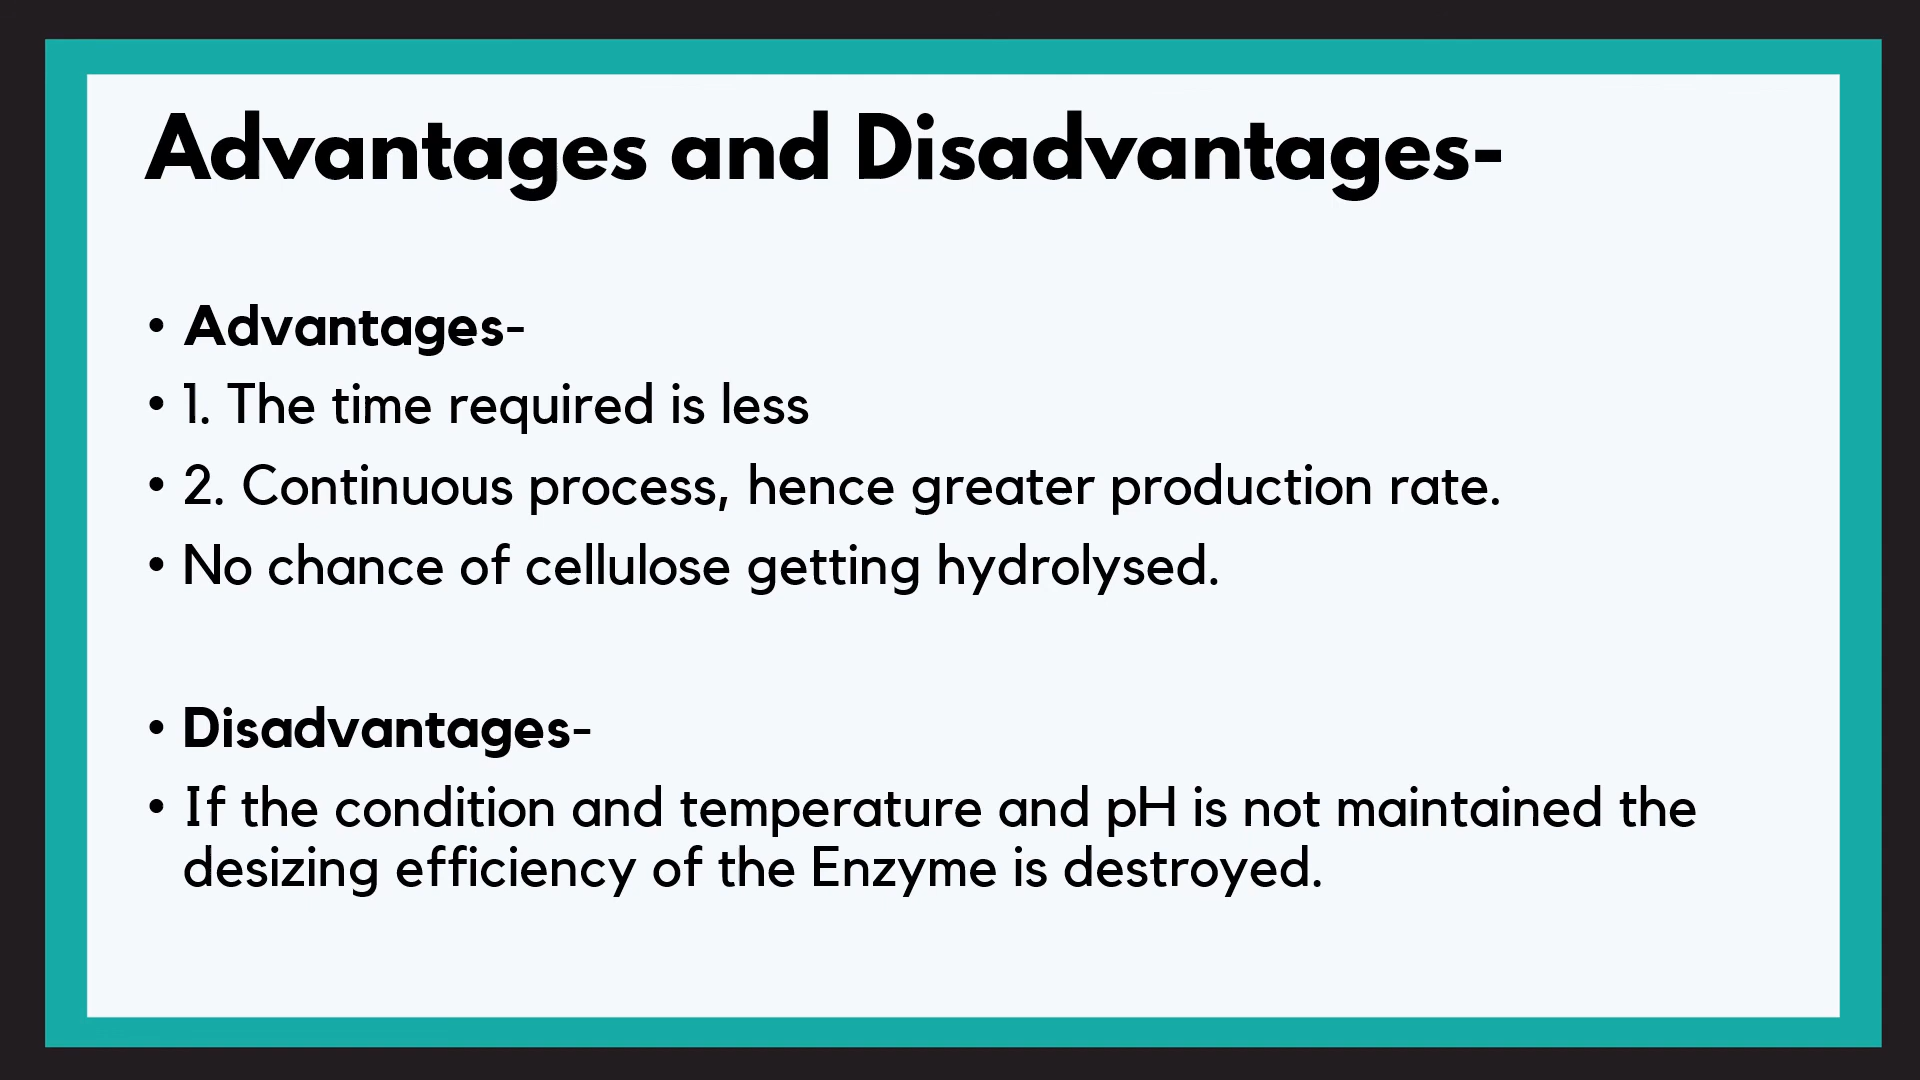 Advantages and Disadvantages-
• Advantages-
• 1. The time required is less
• 2. Continuous process, hence greater production rate.
• No chance of cellulose getting hydrolysed.
• Disadvantages-
• If the condition and temperature and pH is not maintained the
desizing efficiency of the Enzyme is destroyed.